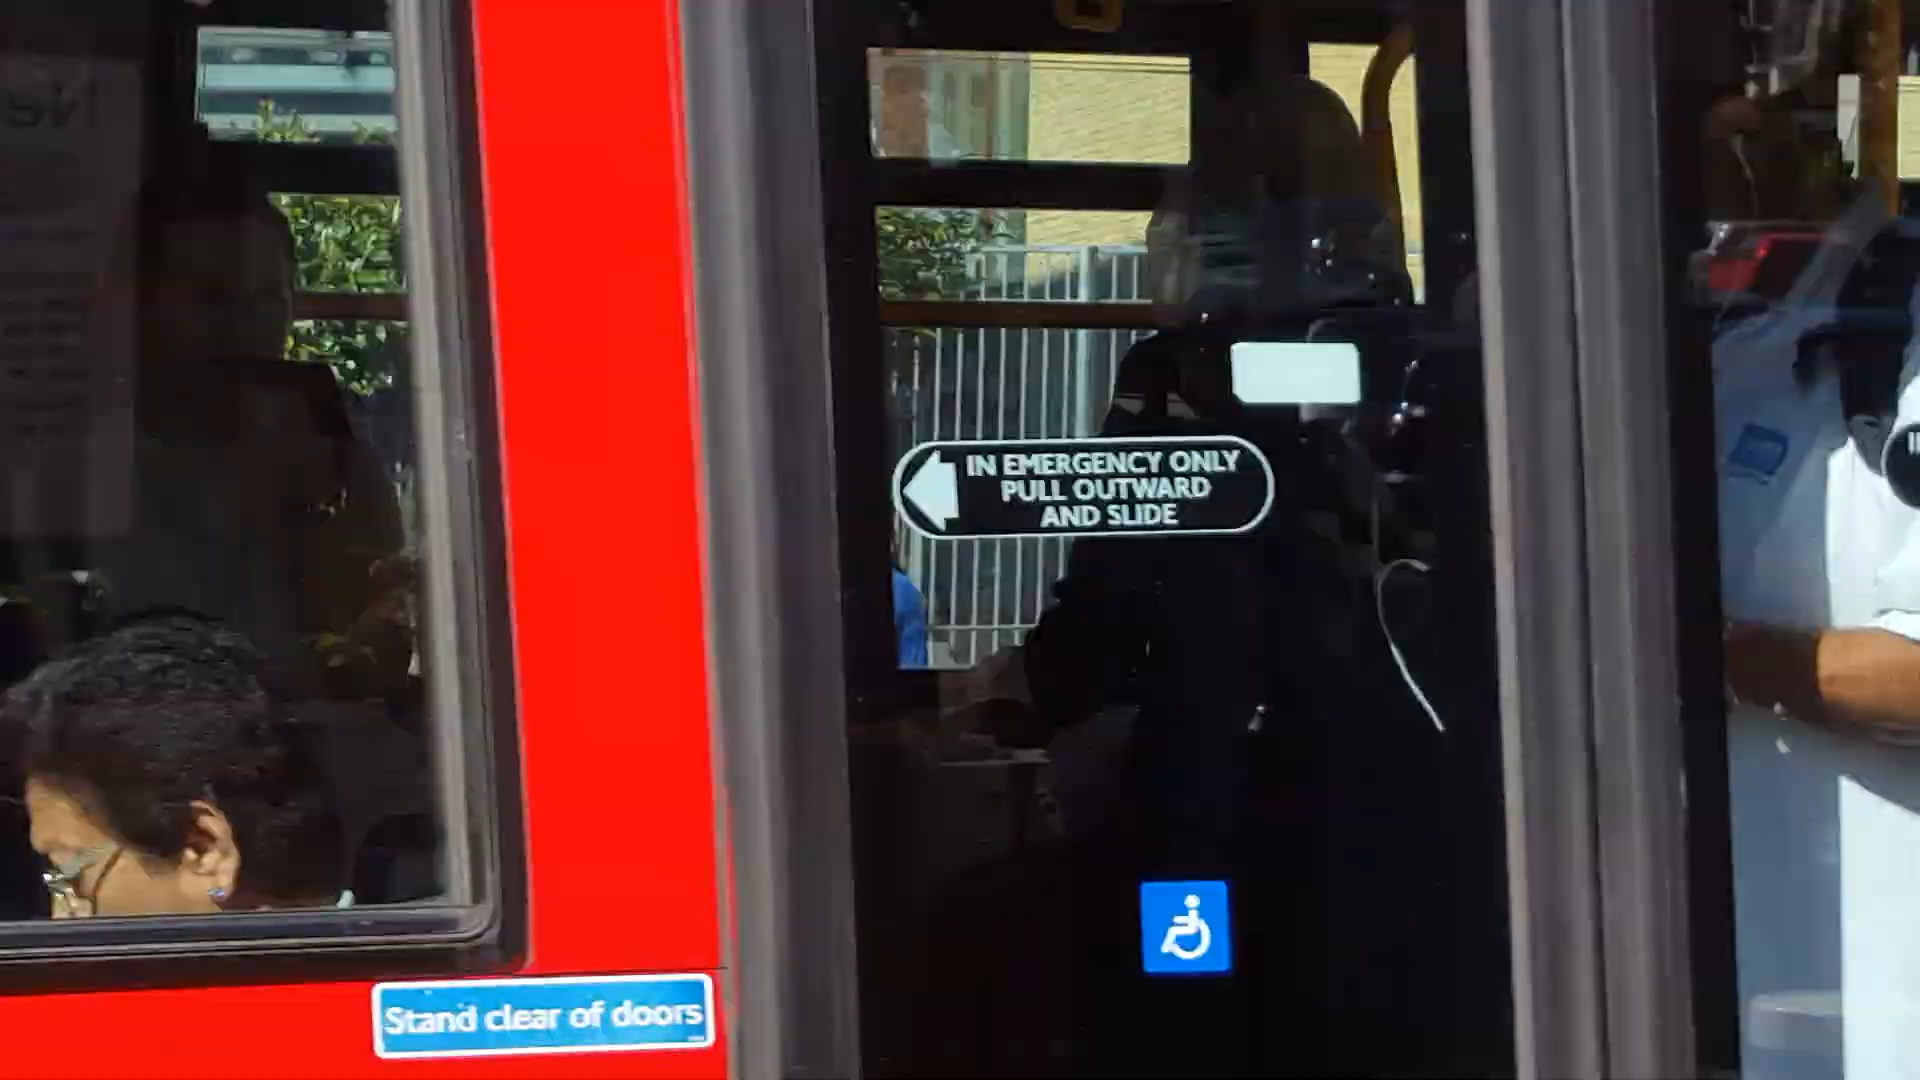 IN EMERGENCY ONLY
PULL OUTWARD
AND SLIDE
Stand clear of doors